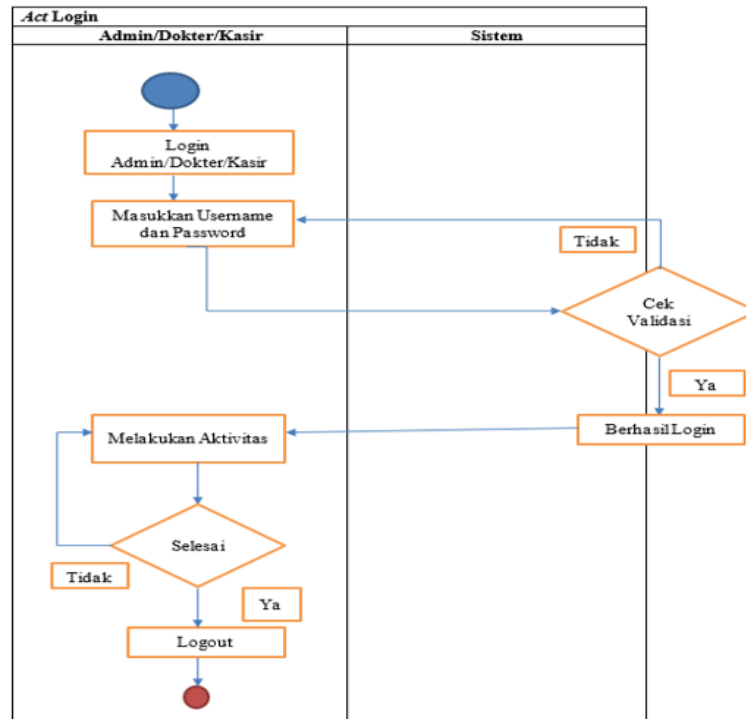 Act Login
Admin/Dokter/Kasir
Sistem
Login
Admin/Dokter/Kasir
Masukkan Username
dan Password
Tidak
Cek
Validasi
Ya
Berhasil Login
Melakukan Aktivitas
Selesai
Tidak
Ya
Logout